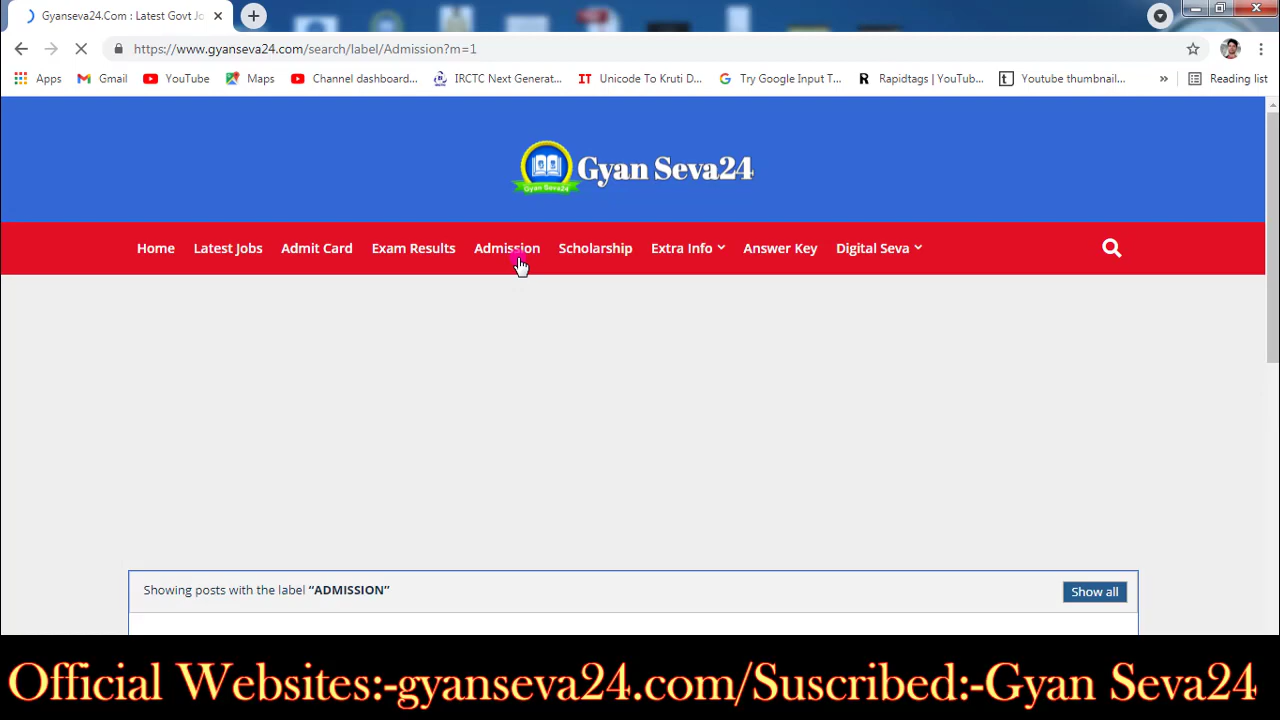 Gyanseva24.Com : Latest Govt Jo
https://www.gyanseva24.com/search/label/Admission?m=1
Apps Gmail YouTube Maps Channel dashboard... IRCTC Next Generat... Unicode To Kruti D... Try Google Input T... Rapidtags | YouTub... Youtube thumbnail... » Reading list
Gyan Seva24
Gyan Seva24
Home Latest Jobs Admit Card Exam Results Admission Scholarship Extra Info Answer Key Digital Seva
Showing posts with the label “ADMISSION”
Show all
Official Websites:-gyanseva24.com/Suscribed:-Gyan Seva24